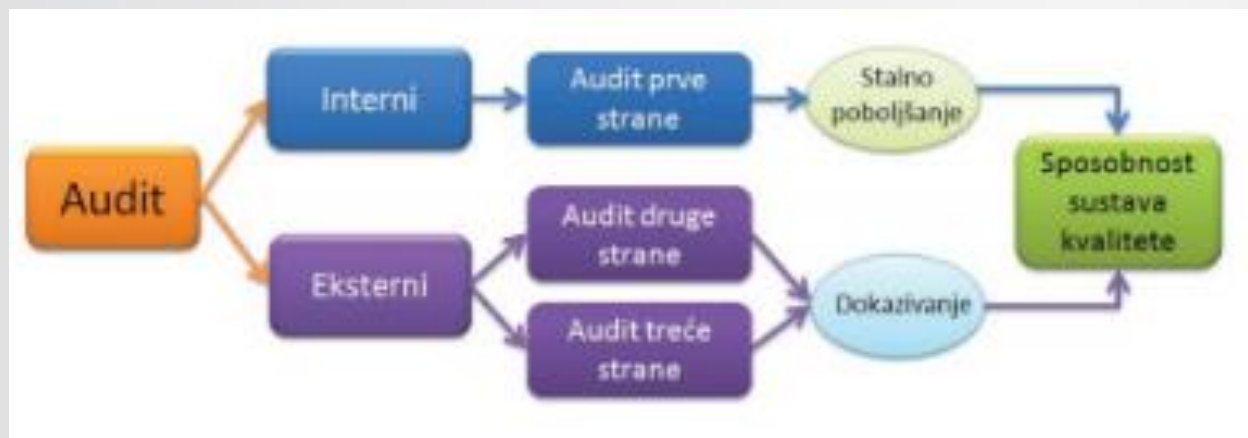 Audit
Interni
Audit prve
strane
Stalno
poboljšanje
Eksterni
Audit druge
strane
Audit treće
strane
Dokazivanje
Sposobnost
sustava
kvalitete